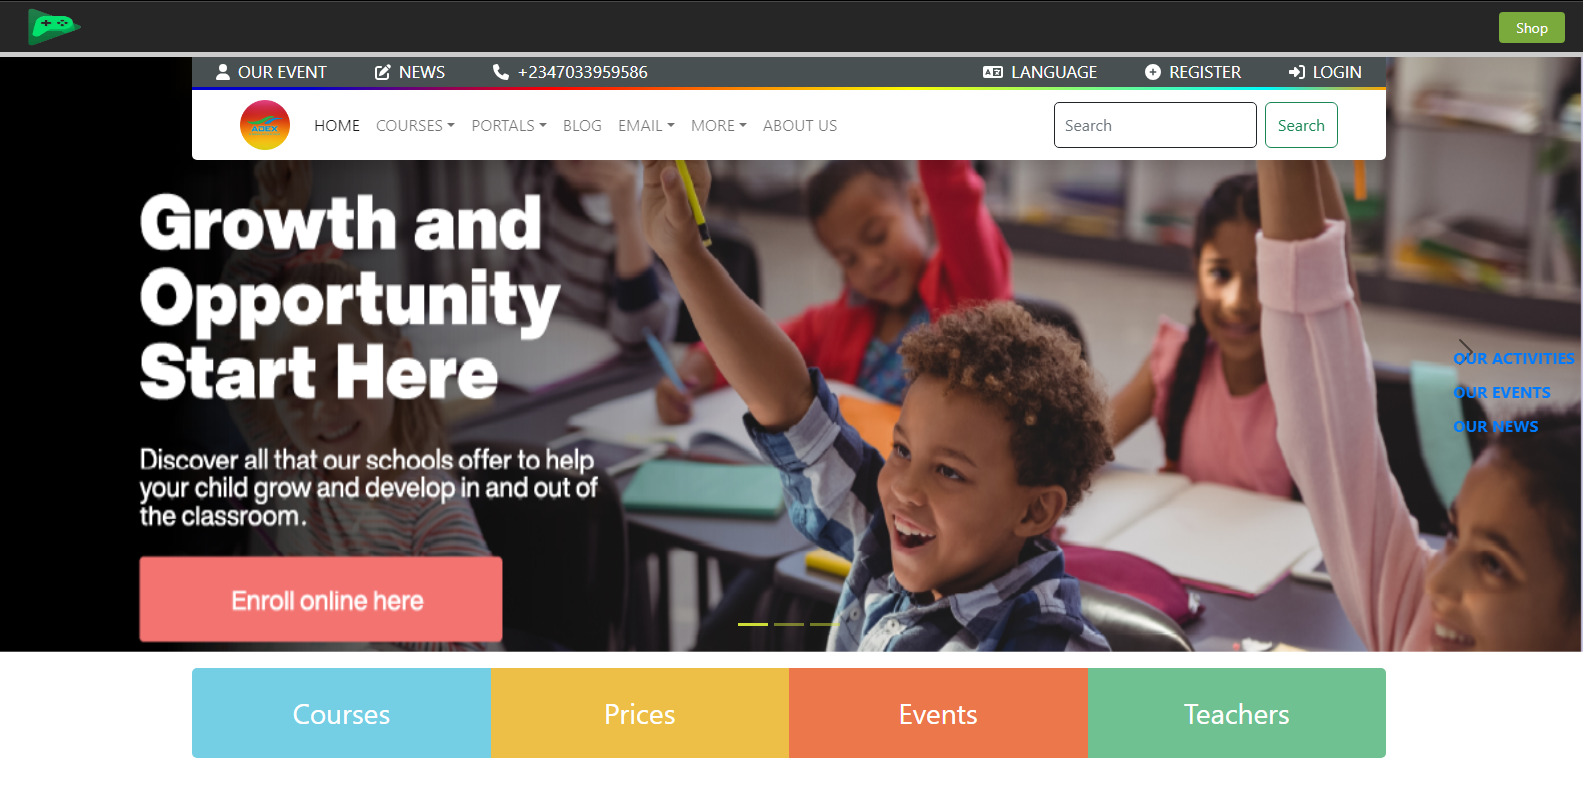 Shop
OUR EVENT NEWS +2347033959586 LANGUAGE REGISTER LOGIN
ADEX
HOME COURSES PORTALS BLOG EMAIL MORE ABOUT US Search Search
Growth and
Opportunity
Start Here
Discover all that our schools offer to help
your child grow and develop in and out of
the classroom.
Enroll online here
OUR ACTIVITIES
OUR EVENTS
OUR NEWS
Courses Prices Events Teachers